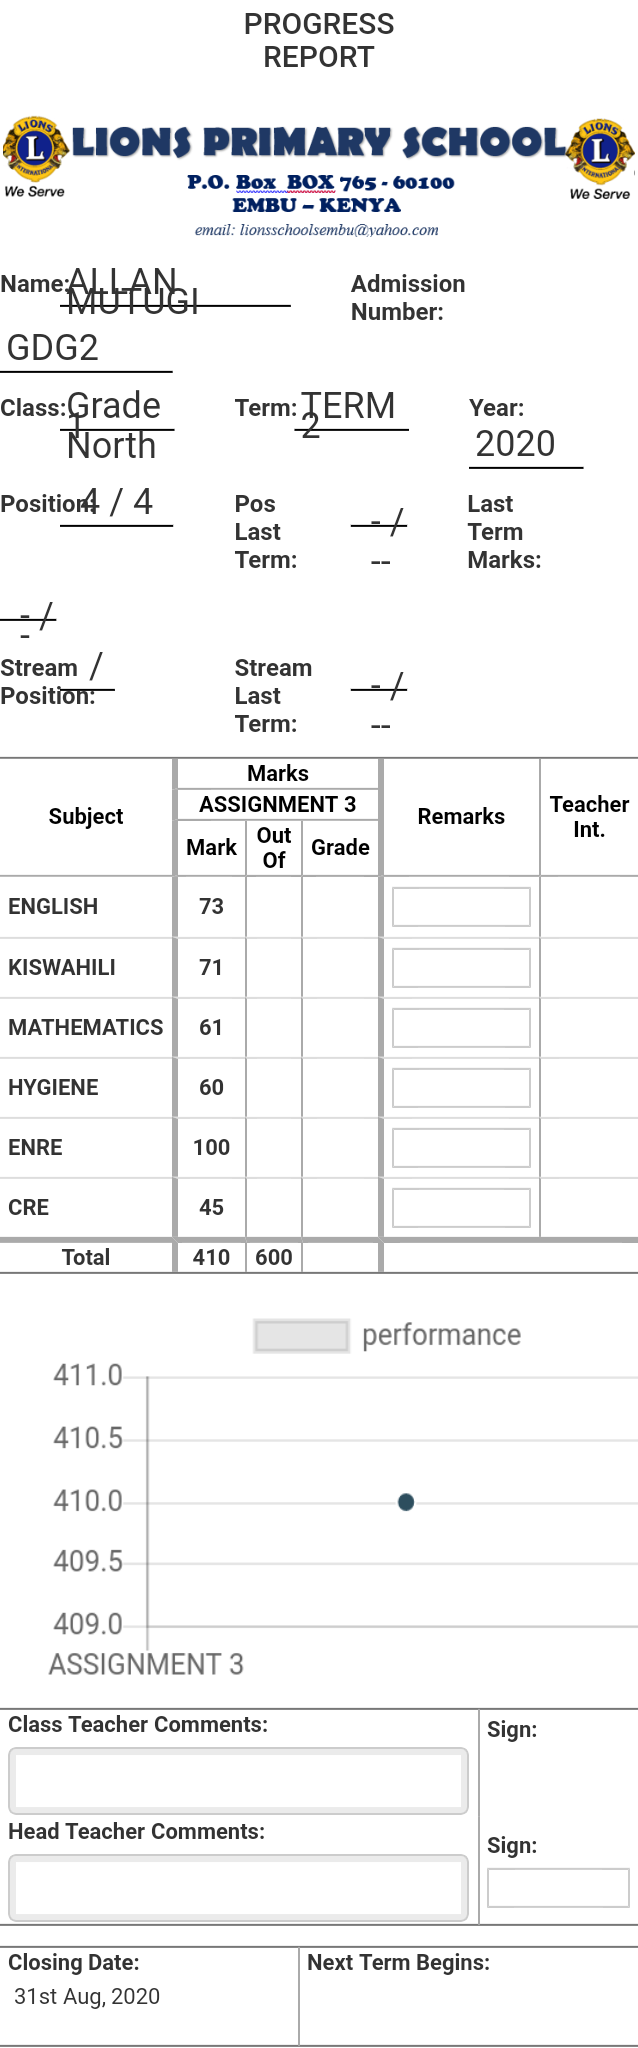 PROGRESS
REPORT
LIONS
L
INTERNATIONAL
We Serve
LIONS PRIMARY SCHOOL
P.O. Box BOX 765 - 60100
EMBU – KENYA
email: lionsschoolsembu@yahoo.com
LIONS
L
INTERNATIONAL
We Serve
Name: ALLAN MUTUGI
Admission Number:
GDG2
Class: Grade 1 North
Term: TERM 2
Year: 2020
Position: 4 / 4
Pos Last Term: - / --
Last Term Marks:
- / -
Stream Position: /
Stream Last Term: - / --
Subject Marks Remarks Teacher Int.
ASSIGNMENT 3
Mark Out Of Grade
ENGLISH 73
KISWAHILI 71
MATHEMATICS 61
HYGIENE 60
ENRE 100
CRE 45
Total 410 600
performance
411.0
410.5
410.0
409.5
409.0
ASSIGNMENT 3
Class Teacher Comments:
Sign:
Head Teacher Comments:
Sign:
Closing Date:
31st Aug, 2020
Next Term Begins: